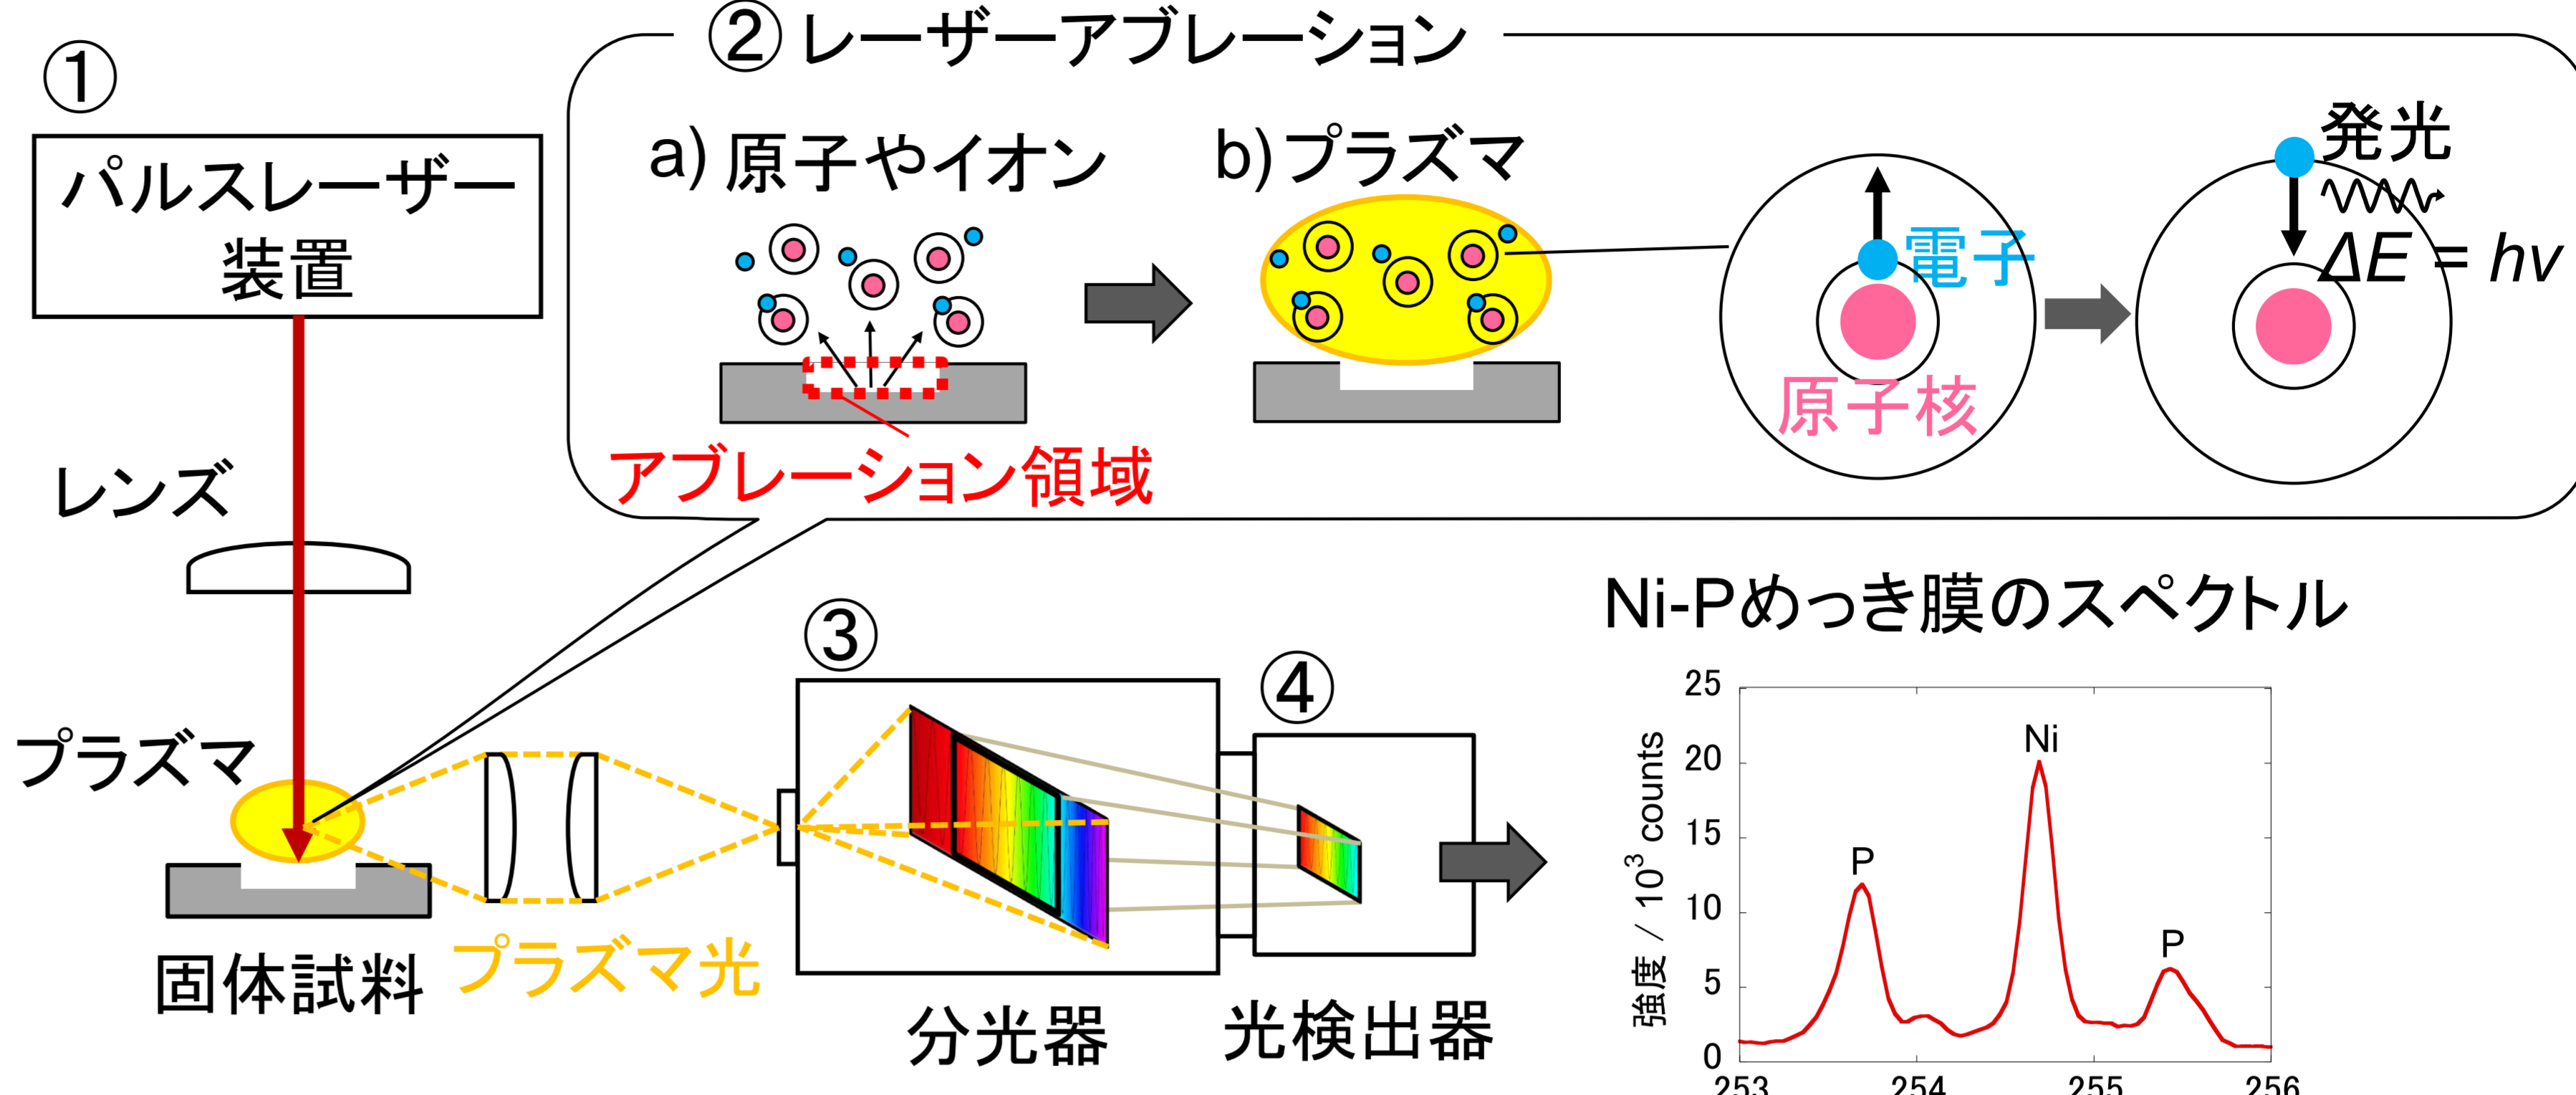 ①
パルスレーザー
装置
レンズ
プラズマ
固体試料
プラズマ光
② レーザーアブレーション
a) 原子やイオン
アブレーション領域
b) プラズマ
電子
原子核
発光
ΔE = hν
③
分光器
④
光検出器
Ni-Pめっき膜のスペクトル
強度 / 10³ counts
25
20
15
10
5
0
P
Ni
P
253 254 255 256